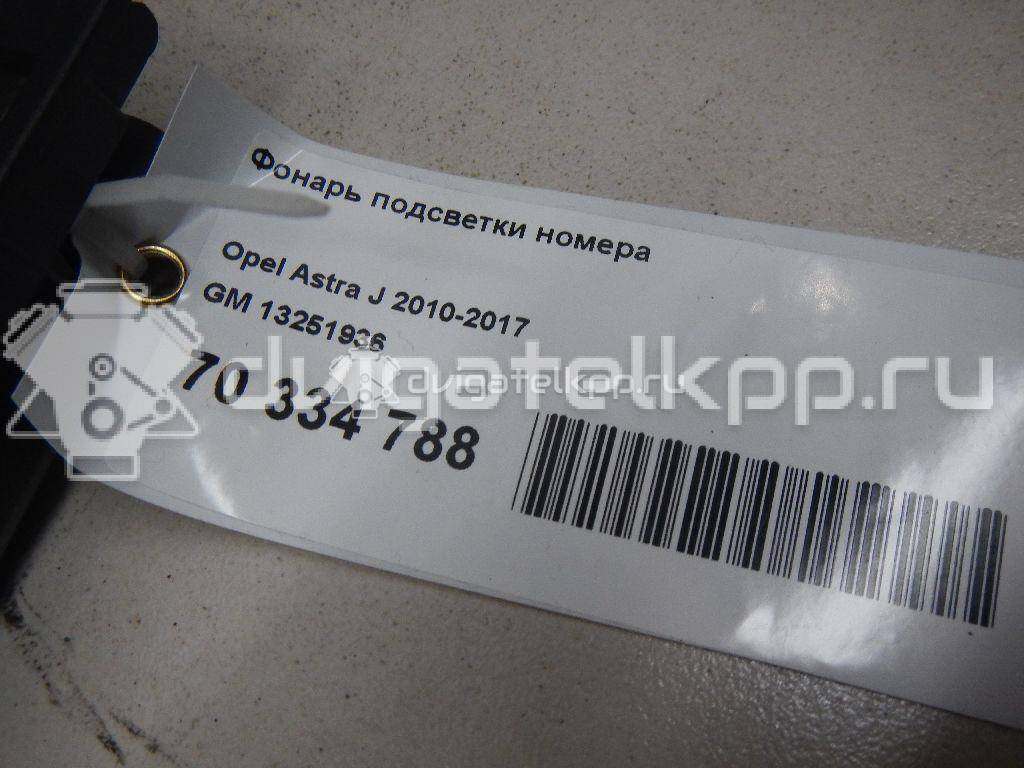 Фонарь подсветки номера
Opel Astra J 2010-2017
GM 13251936
70 334 788
dvigatelkpp.ru
dvigatelkpp.ru